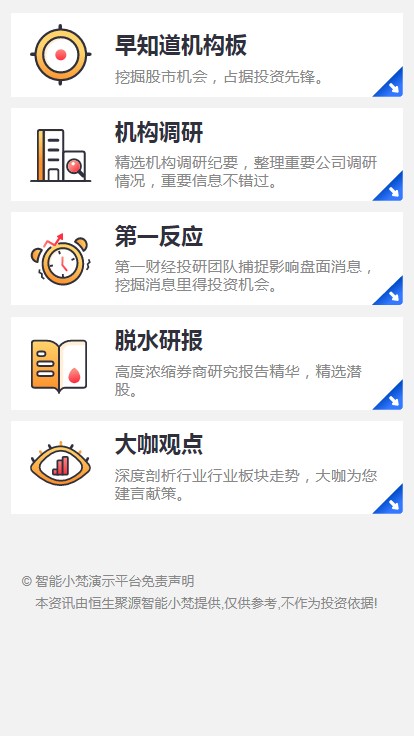 早知道机构板
挖掘股市机会，占据投资先锋。
机构调研
精选机构调研纪要，整理重要公司调研
情况，重要信息不错过。
第一反应
第一财经投研团队捕捉影响盘面消息，
挖掘消息里得投资机会。
脱水研报
高度浓缩券商研究报告精华，精选潜
股。
大咖观点
深度剖析行业行业板块走势，大咖为您
建言献策。
© 智能小梵演示平台免责声明
本资讯由恒生聚源智能小梵提供,仅供参考,不作为投资依据!